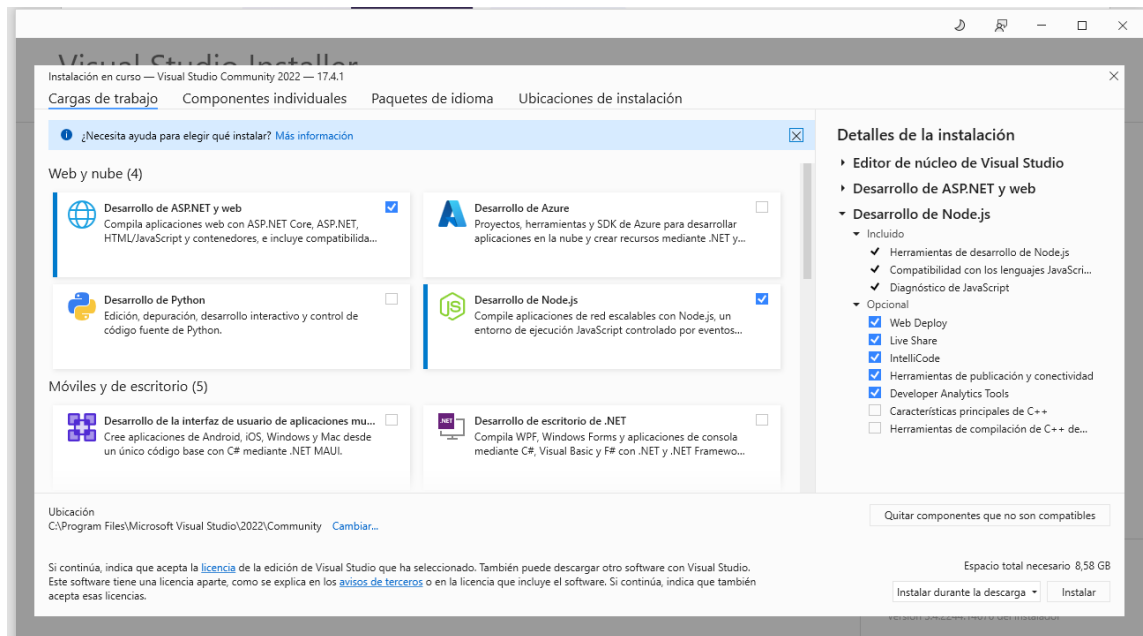 Visual Studio Installer
Instalación en curso — Visual Studio Community 2022 — 17.4.1
Cargas de trabajo Componentes individuales Paquetes de idioma Ubicaciones de instalación
¿Necesita ayuda para elegir qué instalar? Más información
Web y nube (4)
Desarrollo de ASP.NET y web
Compila aplicaciones web con ASP.NET Core, ASP.NET,
HTML/JavaScript y contenedores, e incluye compatibilida...
Desarrollo de Azure
Proyectos, herramientas y SDK de Azure para desarrollar
aplicaciones en la nube y crear recursos mediante .NET y...
Desarrollo de Python
Edición, depuración, desarrollo interactivo y control de
código fuente de Python.
JS
Desarrollo de Node.js
Compile aplicaciones de red escalables con Node.js, un
entorno de ejecución JavaScript controlado por eventos...
Móviles y de escritorio (5)
Desarrollo de la interfaz de usuario de aplicaciones mu...
Cree aplicaciones de Android, iOS, Windows y Mac desde
un único código base con C# mediante .NET MAUI.
.NET
Desarrollo de escritorio de .NET
Compila WPF, Windows Forms y aplicaciones de consola
mediante C#, Visual Basic y F# con .NET y .NET Framewo...
Detalles de la instalación
Editor de núcleo de Visual Studio
Desarrollo de ASP.NET y web
Desarrollo de Node.js
Incluido
Herramientas de desarrollo de Node.js
Compatibilidad con los lenguajes JavaScri...
Diagnóstico de JavaScript
Opcional
Web Deploy
Live Share
IntelliCode
Herramientas de publicación y conectividad
Developer Analytics Tools
Características principales de C++
Herramientas de compilación de C++ de...
Ubicación
C:\Program Files\Microsoft Visual Studio\2022\Community Cambiar...
Quitar componentes que no son compatibles
Si continúa, indica que acepta la licencia de la edición de Visual Studio que ha seleccionado. También puede descargar otro software con Visual Studio.
Este software tiene una licencia aparte, como se explica en los avisos de terceros o en la licencia que incluye el software. Si continúa, indica que también
acepta esas licencias.
Espacio total necesario 8,58 GB
Instalar durante la descarga Instalar
del Instalador